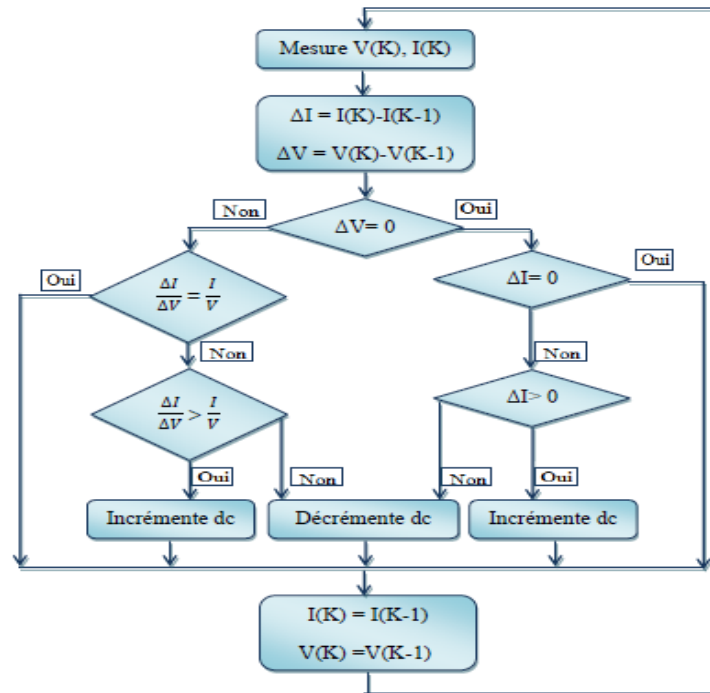 Mesure V(K), I(K)
ΔI = I(K)-I(K-1)
ΔV = V(K)-V(K-1)
Non
Oui
ΔV= 0
Oui
Oui
ΔI/ΔV = I/V
ΔI= 0
Non
Non
ΔI/ΔV > I/V
ΔI> 0
Oui
Non
Non
Oui
Incrémente dc
Décrémente dc
Incrémente dc
I(K) = I(K-1)
V(K) =V(K-1)